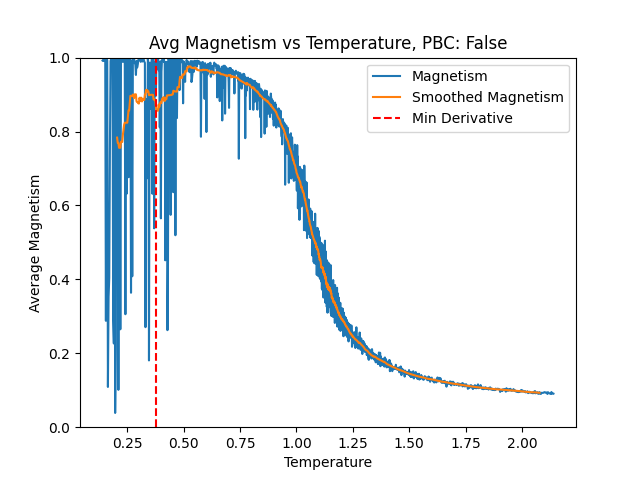 Avg Magnetism vs Temperature, PBC: False
Magnetism
Smoothed Magnetism
Min Derivative
1.0
0.8
0.6
0.4
0.2
0.0
Average Magnetism
0.25 0.50 0.75 1.00 1.25 1.50 1.75 2.00
Temperature